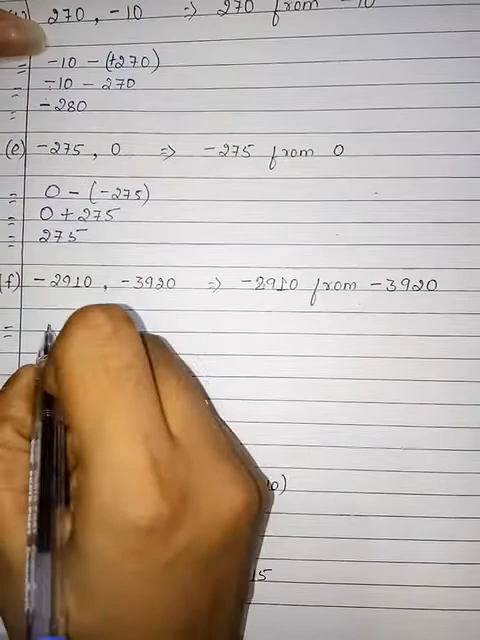 270, -10 ⇒ 270 from -10
= -10 - (+270)
= -10 - 270
= -280
(e) -275, 0 ⇒ -275 from 0
= 0 - (-275)
= 0 + 275
= 275
(f) -2910, -3920 ⇒ -2910 from -3920
=
15